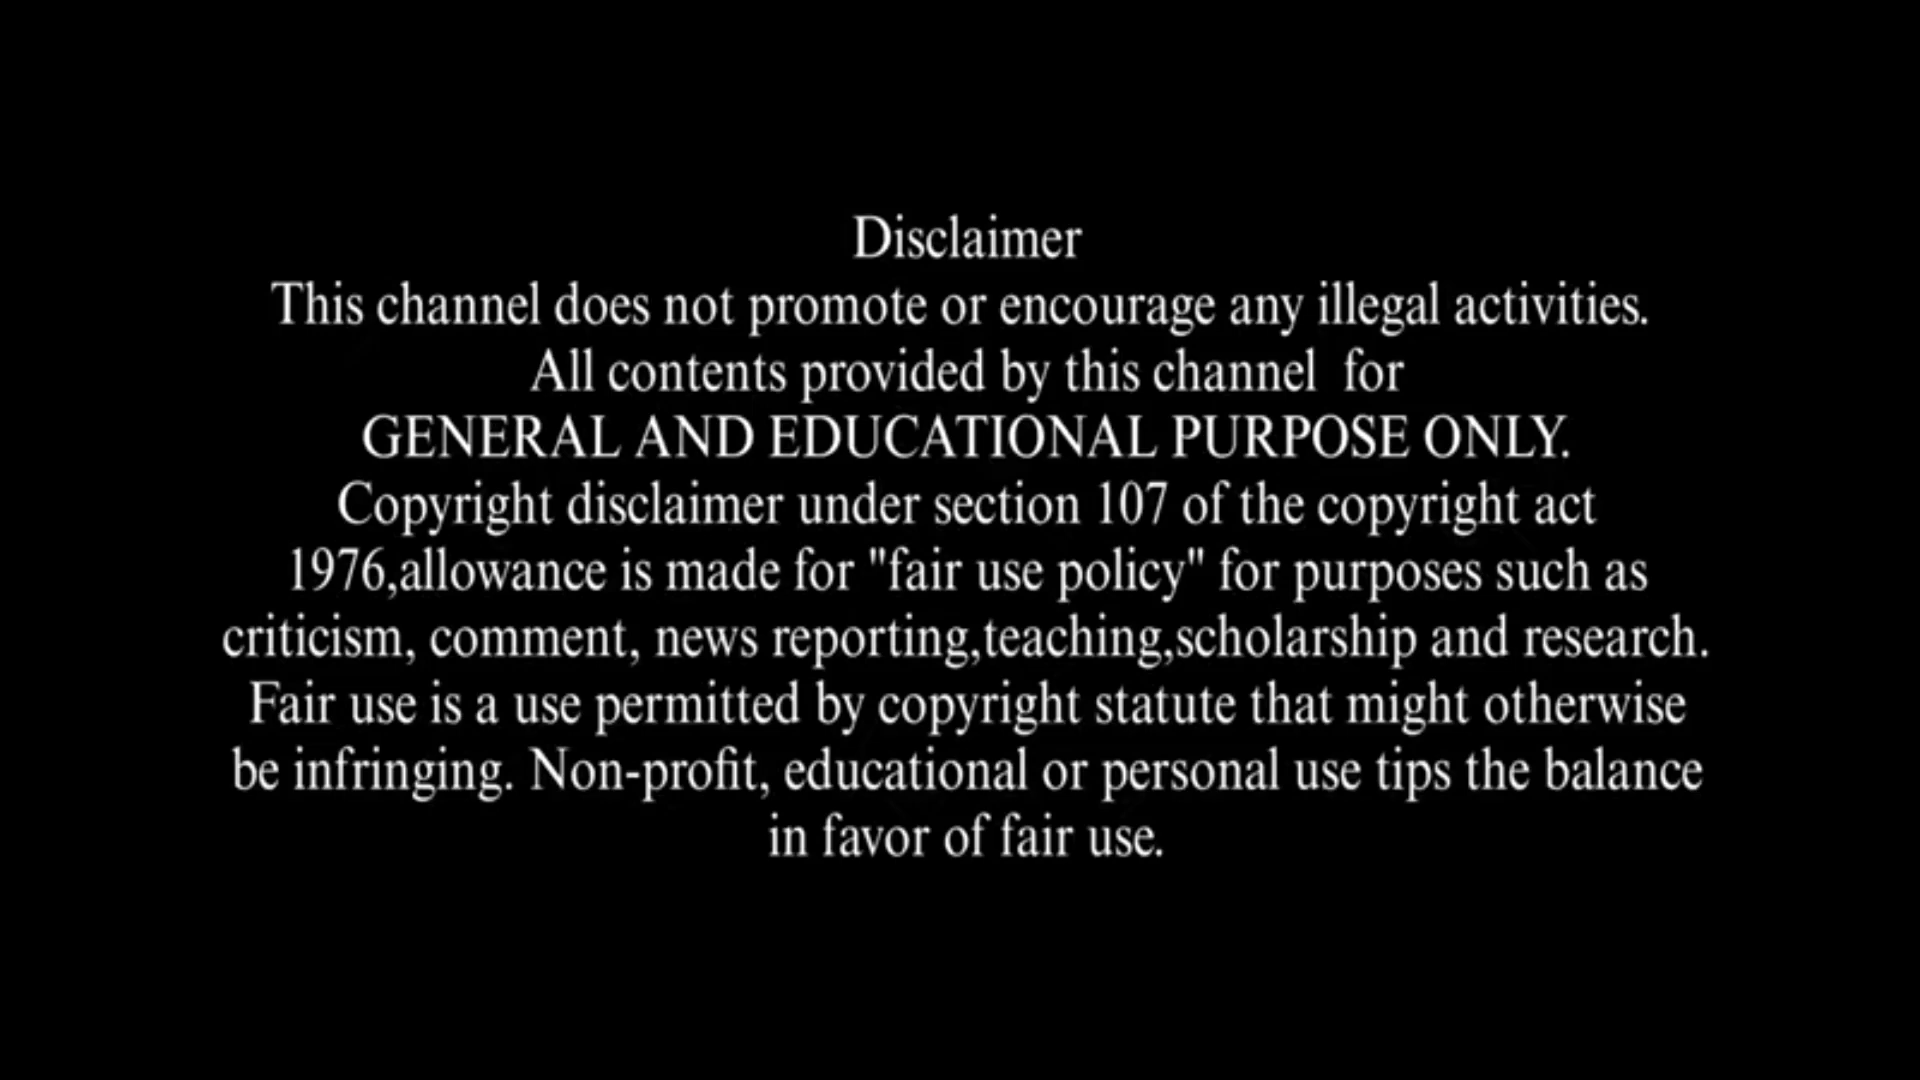 Disclaimer
This channel does not promote or encourage any illegal activities.
All contents provided by this channel  for
GENERAL AND EDUCATIONAL PURPOSE ONLY.
Copyright disclaimer under section 107 of the copyright act
1976,allowance is made for "fair use policy" for purposes such as
criticism, comment, news reporting,teaching,scholarship and research.
Fair use is a use permitted by copyright statute that might otherwise
be infringing. Non-profit, educational or personal use tips the balance
in favor of fair use.